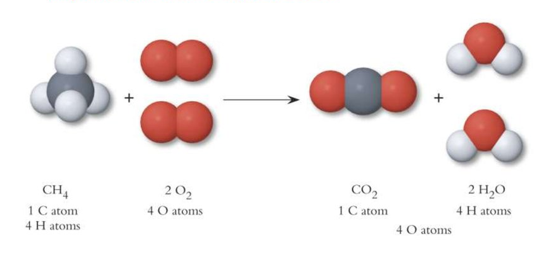 +
+
CH₄
2 O₂
CO₂
2 H₂O
1 C atom
4 O atoms
1 C atom
4 H atoms
4 H atoms
4 O atoms